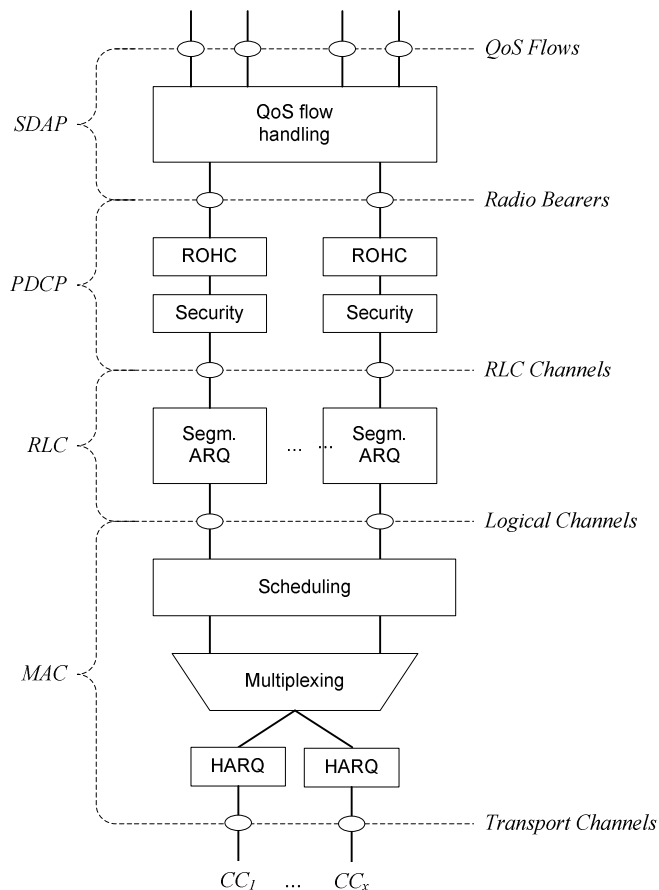 QoS Flows
QoS flow
handling
SDAP
Radio Bearers
ROHC ROHC
PDCP
Security Security
RLC Channels
Segm.
ARQ
... ...
Segm.
ARQ
RLC
Logical Channels
Scheduling
MAC
Multiplexing
HARQ HARQ
Transport Channels
CC1 ... CCx